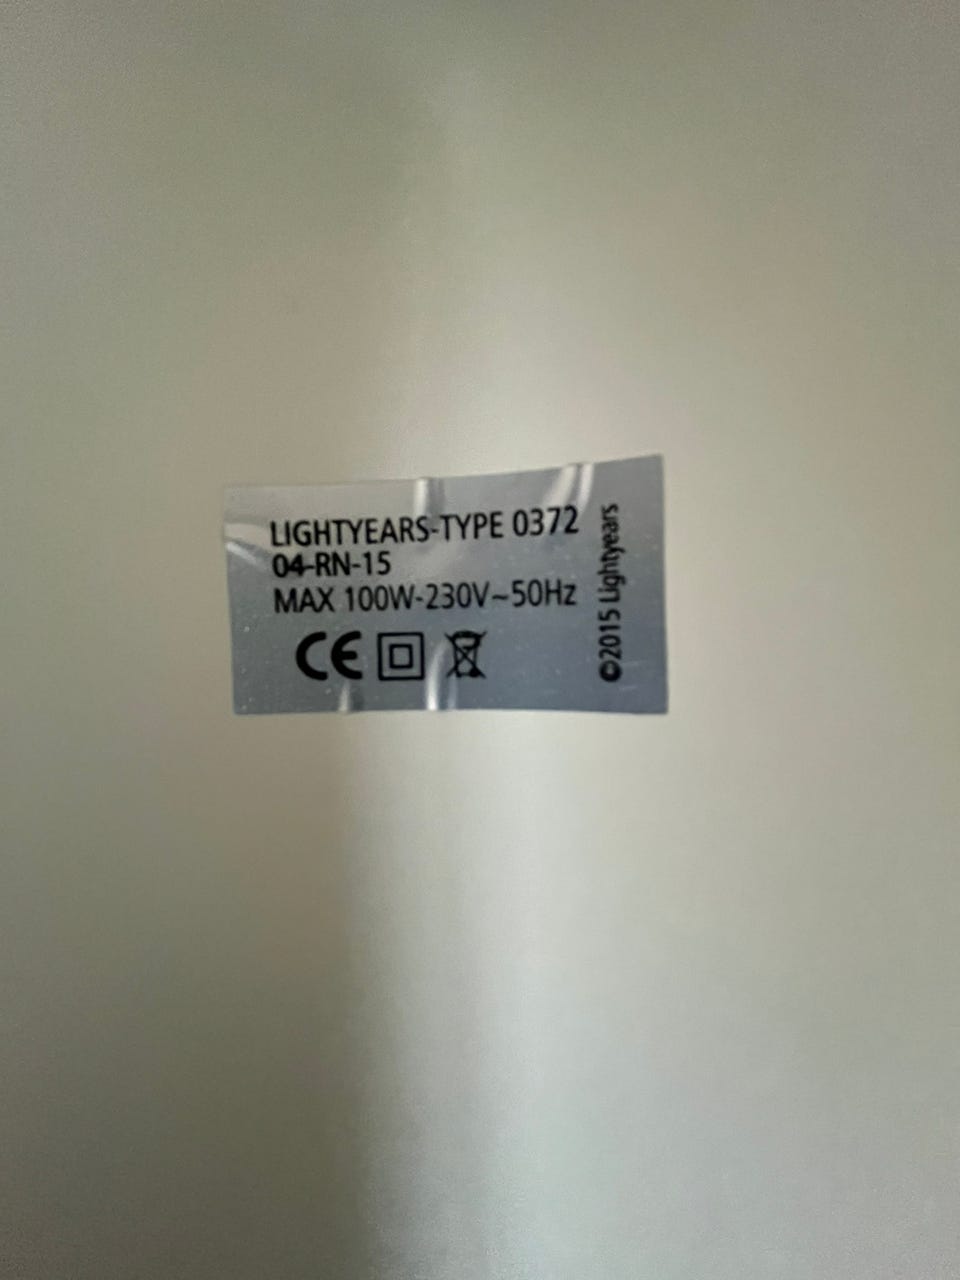 LIGHTYEARS-TYPE 0372
04-RN-15
MAX 100W-230V~50Hz
CE
©2015 Lightyears